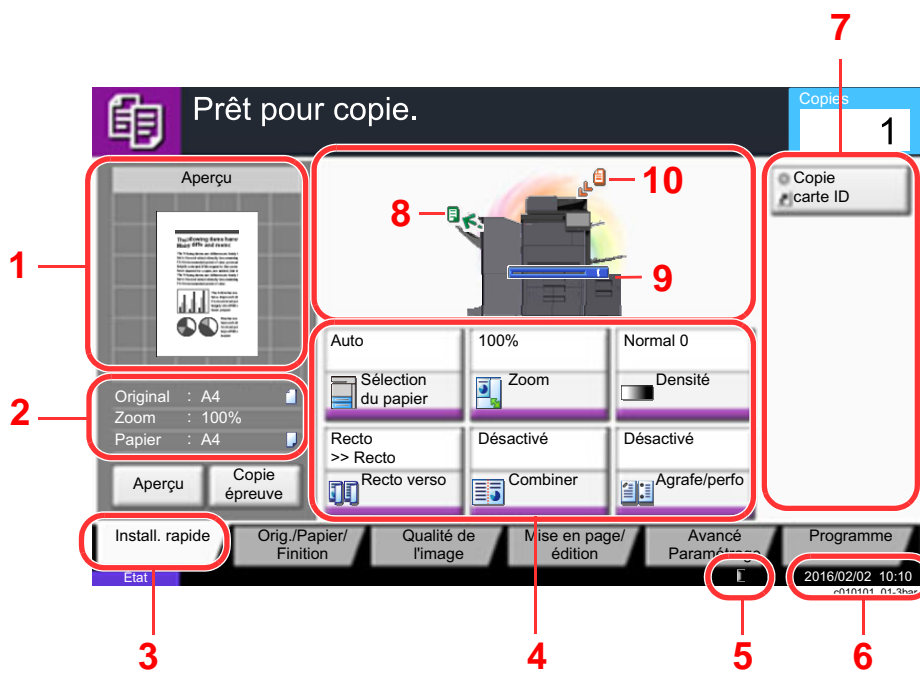 7
Prêt pour copie.
Copies
1
Aperçu
Copie
carte ID
8
10
9
1
Auto
100%
Normal 0
Sélection
du papier
Zoom
Densité
2
Original : A4
Zoom : 100%
Papier : A4
Recto
>> Recto
Désactivé
Désactivé
Recto verso
Combiner
Agrafe/perfo
Aperçu
Copie
épreuve
Install. rapide
Orig./Papier/
Finition
Qualité de
l'image
Mise en page/
édition
Avancé
Paramétrage
Programme
Etat
2016/02/02 10:10
c010101_01-3bar
3
4
5
6